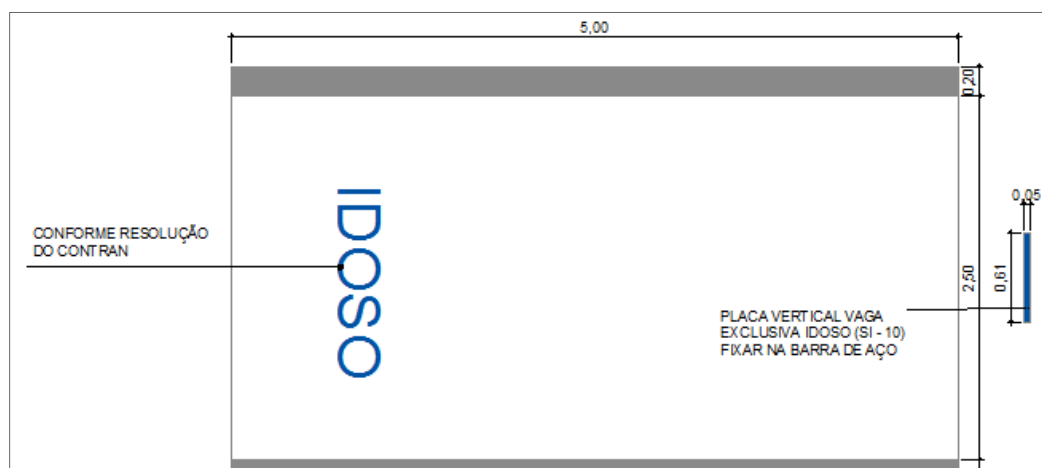 5,00
0,20
IDOSO
0,05
CONFORME RESOLUÇÃO
DO CONTRAN
2,50
0,61
PLACA VERTICAL VAGA
EXCLUSIVA IDOSO (SI - 10)
FIXAR NA BARRA DE AÇO